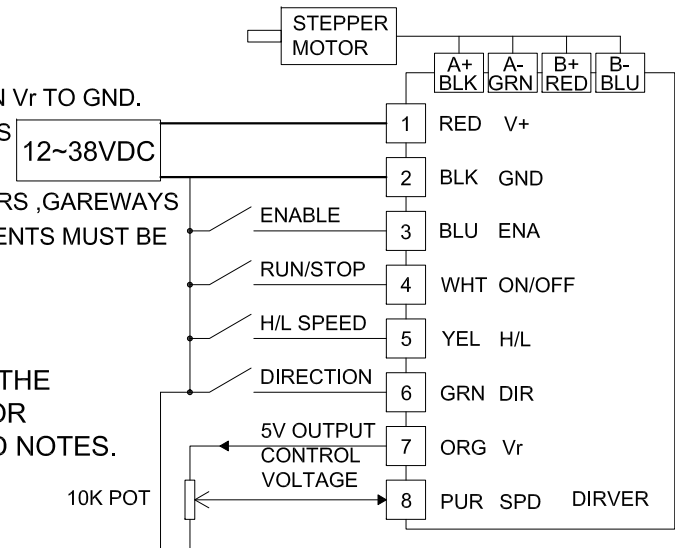 STEPPER
MOTOR
A+ A- B+ B-
BLK GRN RED BLU
N Vr TO GND.
S
12~38VDC
RS ,GAREWAYS
ENTS MUST BE
THE
OR
D NOTES.
1 RED V+
2 BLK GND
ENABLE 3 BLU ENA
RUN/STOP 4 WHT ON/OFF
H/L SPEED 5 YEL H/L
DIRECTION 6 GRN DIR
5V OUTPUT 7 ORG Vr
CONTROL
VOLTAGE
10K POT 8 PUR SPD DIRVER